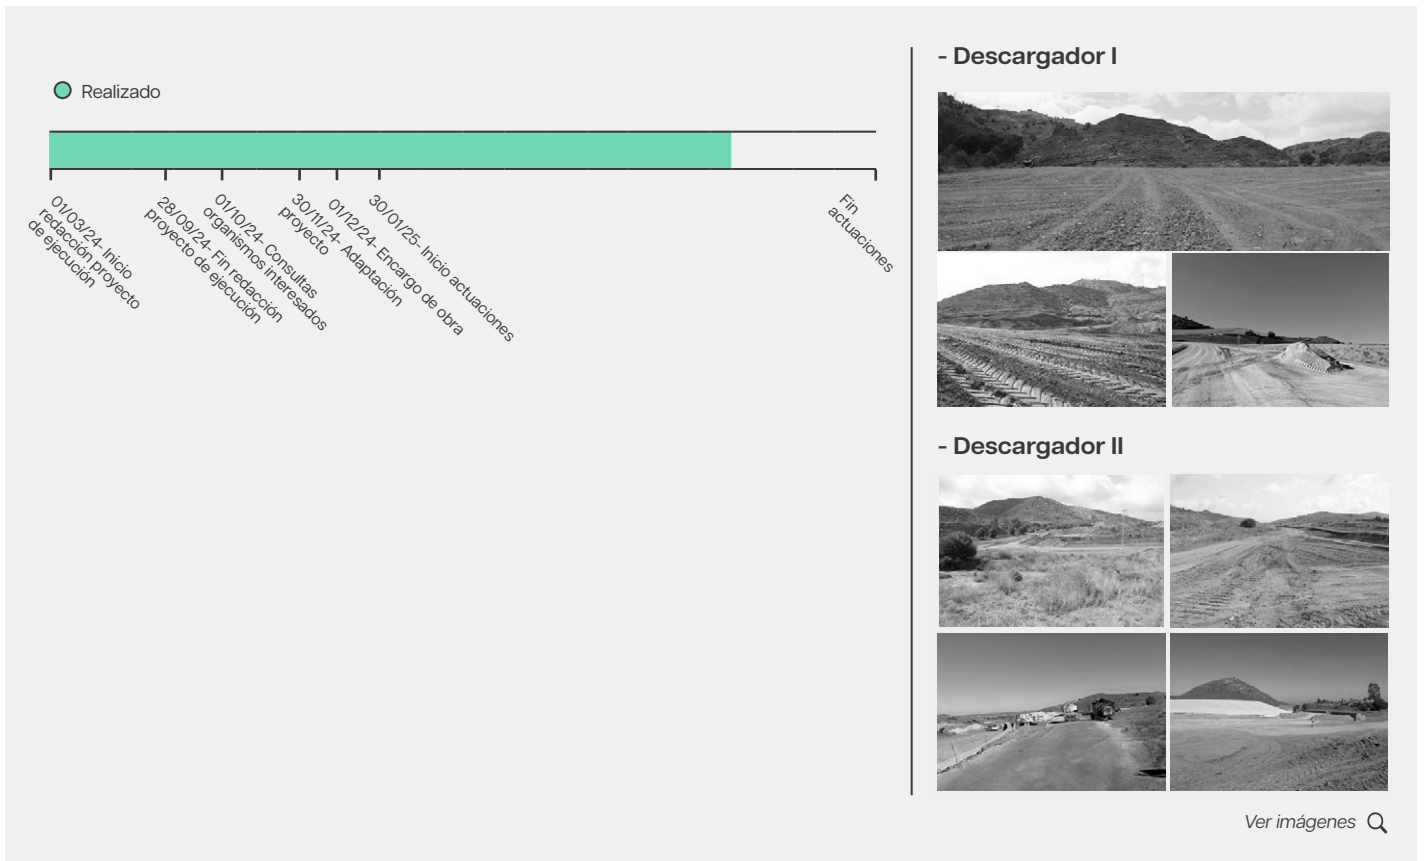 Realizado
01/03/24- Inicio
redacción proyecto
de ejecución
28/09/24- Fin redacción
proyecto de ejecución
01/10/24- Consultas
organismos interesados
30/11/24- Adaptación
proyecto
01/12/24- Encargo de obra
30/01/25- Inicio actuaciones
Fin
actuaciones
- Descargador I
- Descargador II
Ver imágenes